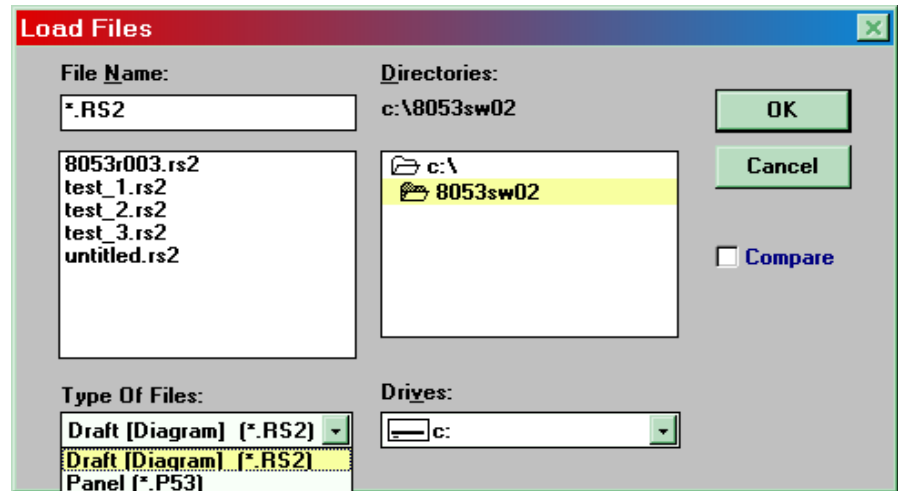 Load Files
File Name:
*.RS2
8053r003.rs2
test_1.rs2
test_2.rs2
test_3.rs2
untitled.rs2
Type Of Files:
Draft [Diagram] (*.RS2)
Draft [Diagram] (*.RS2)
Panel (*.P53)
Directories:
c:\8053sw02
c:\
8053sw02
Drives:
c:
OK
Cancel
Compare